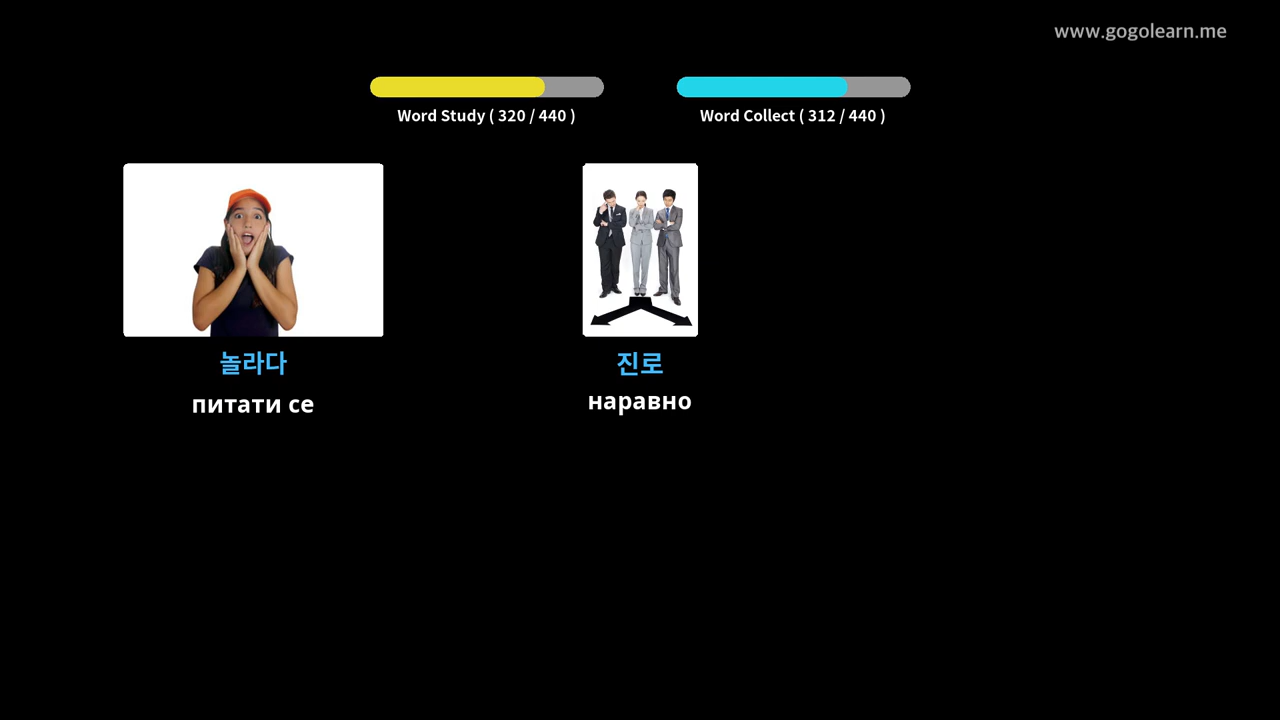 www.gogolearn.me
Word Study ( 320 / 440 )
Word Collect ( 312 / 440 )
놀라다
питати се
진로
наравно